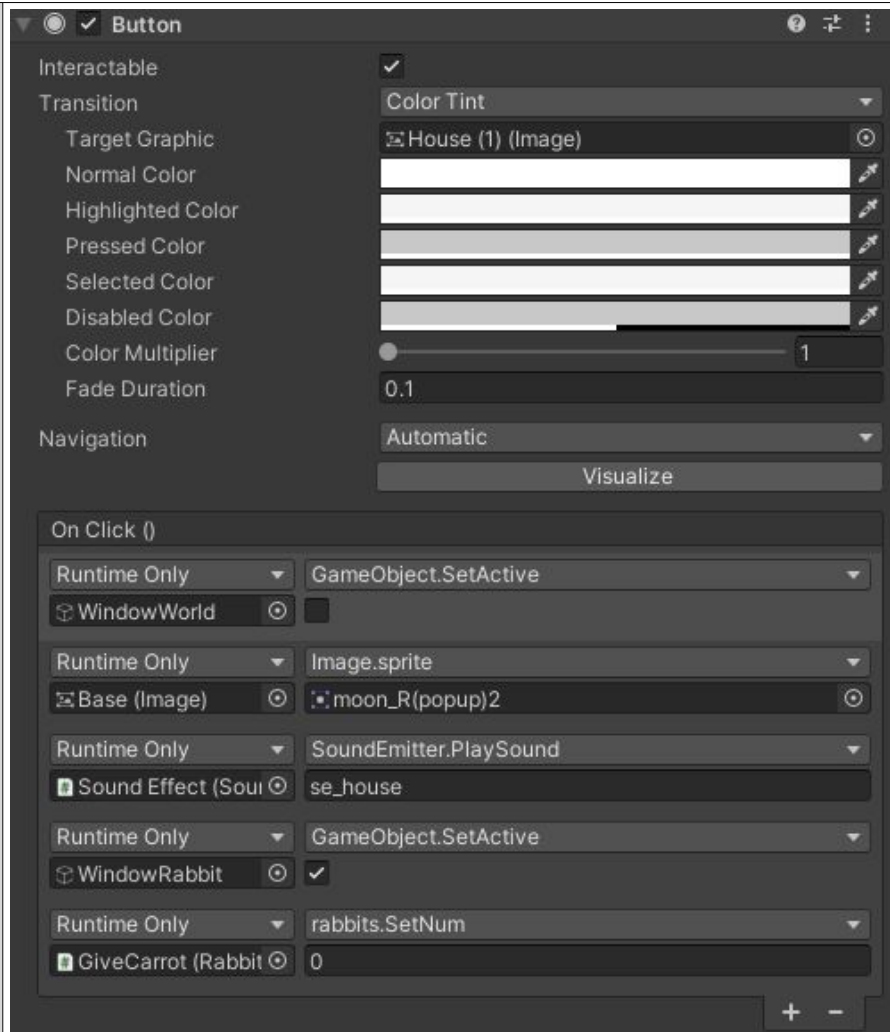 Button
Interactable
Transition Color Tint
Target Graphic House (1) (Image)
Normal Color
Highlighted Color
Pressed Color
Selected Color
Disabled Color
Color Multiplier 1
Fade Duration 0.1
Navigation Automatic
Visualize
On Click ()
Runtime Only GameObject.SetActive
WindowWorld
Runtime Only Image.sprite
Base (Image) moon_R(popup)2
Runtime Only SoundEmitter.PlaySound
Sound Effect (Soun se_house
Runtime Only GameObject.SetActive
WindowRabbit
Runtime Only rabbits.SetNum
GiveCarrot (Rabbit 0